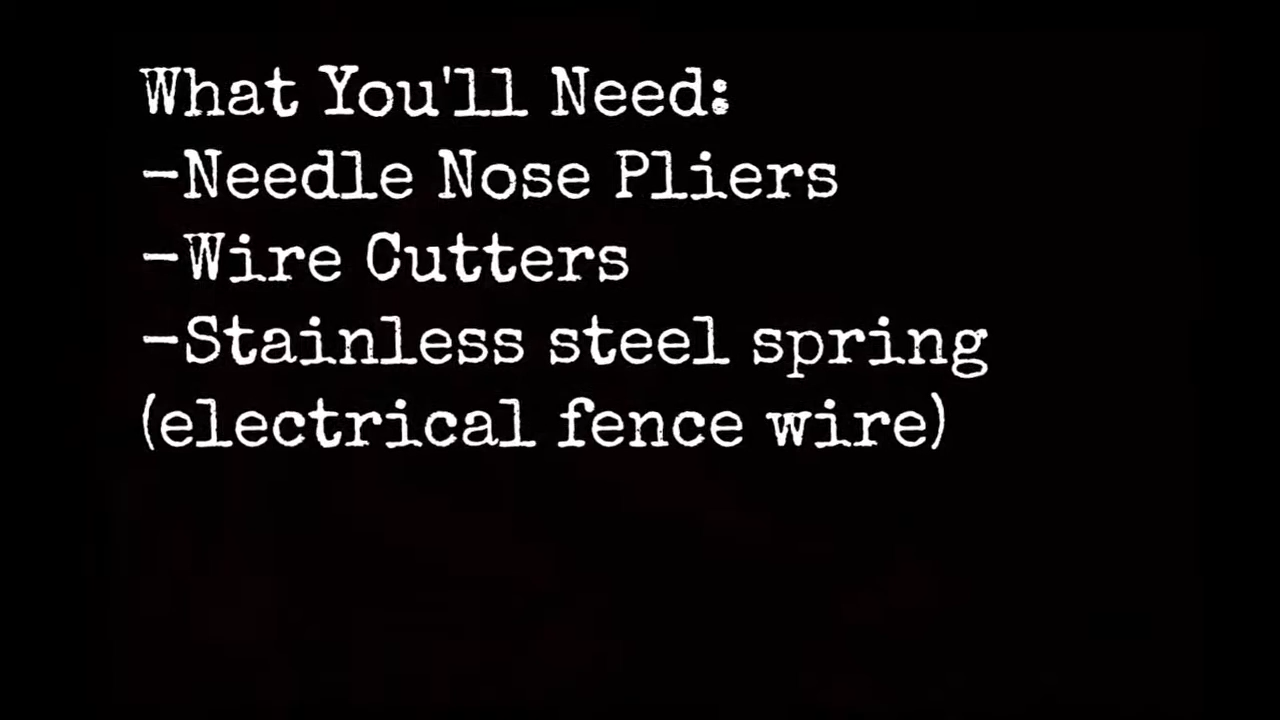 What You'll Need:
-Needle Nose Pliers
-Wire Cutters
-Stainless steel spring
(electrical fence wire)